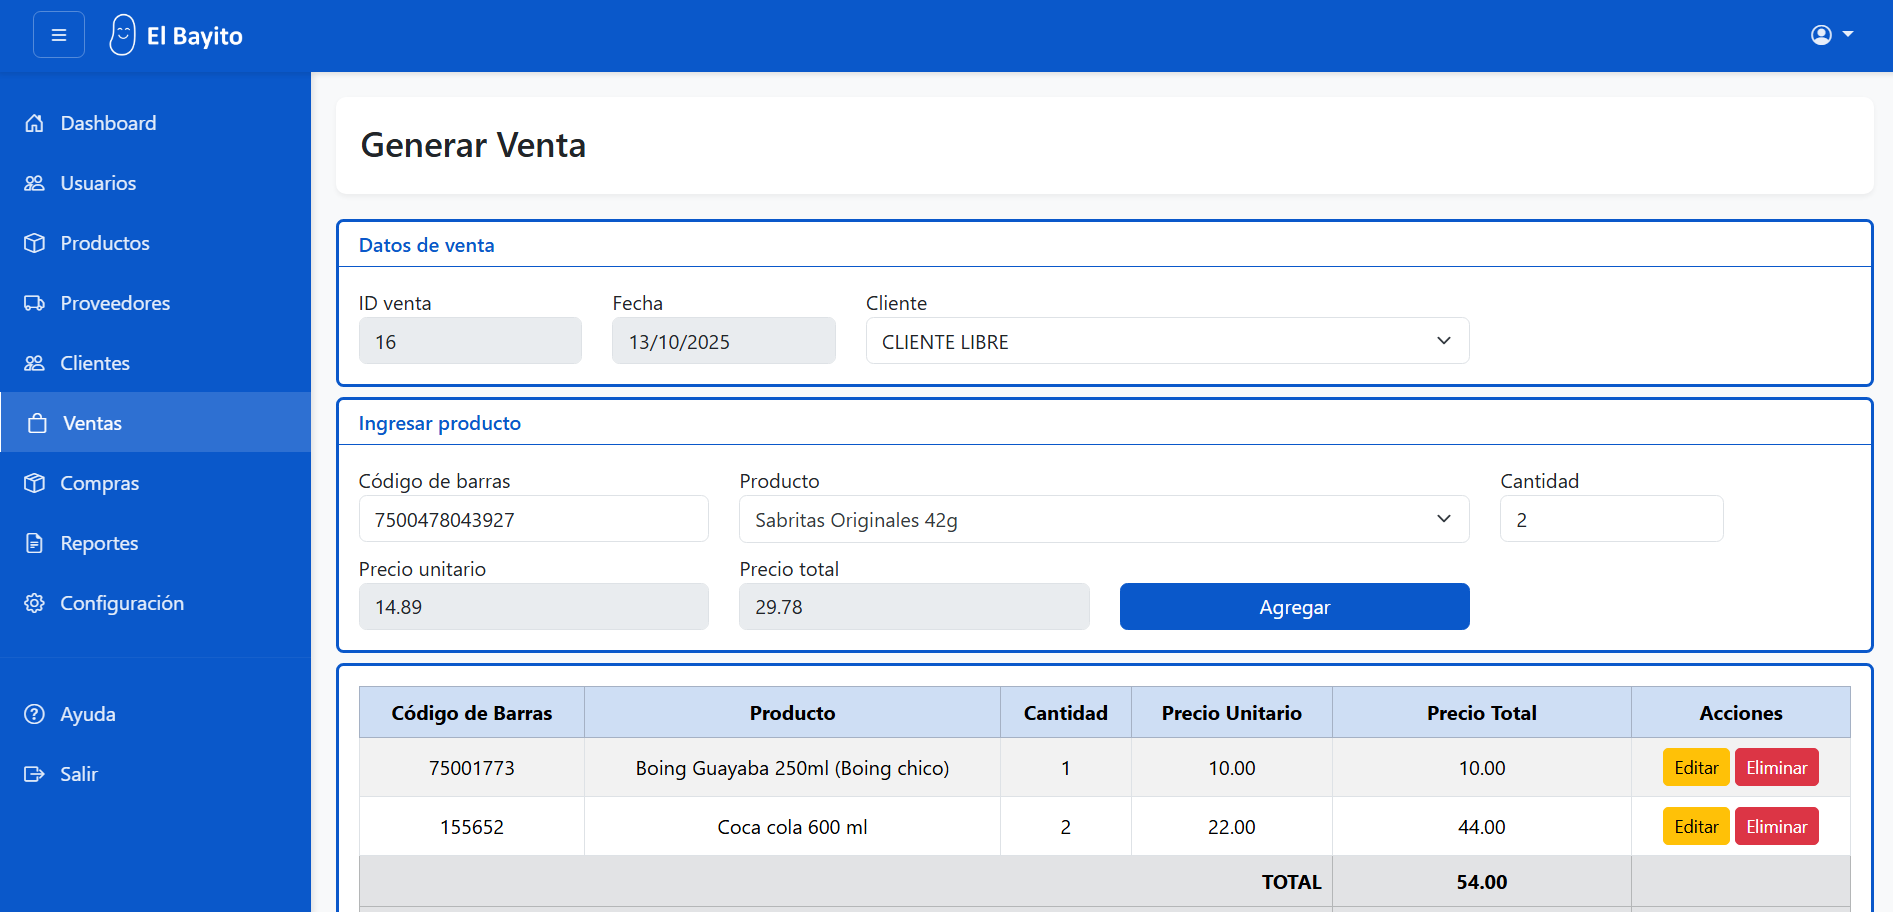 El Bayito
Dashboard
Usuarios
Productos
Proveedores
Clientes
Ventas
Compras
Reportes
Configuración
Ayuda
Salir
Generar Venta
Datos de venta
ID venta Fecha Cliente
16 13/10/2025 CLIENTE LIBRE
Ingresar producto
Código de barras Producto Cantidad
7500478043927 Sabritas Originales 42g 2
Precio unitario Precio total
14.89 29.78 Agregar
Código de Barras Producto Cantidad Precio Unitario Precio Total Acciones
75001773 Boing Guayaba 250ml (Boing chico) 1 10.00 10.00 Editar Eliminar
155652 Coca cola 600 ml 2 22.00 44.00 Editar Eliminar
TOTAL 54.00